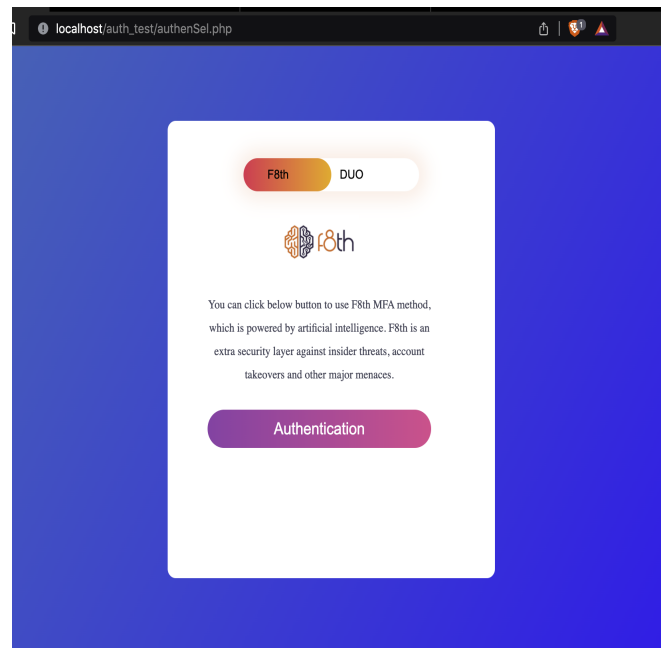 localhost/auth_test/authenSel.php
1
F8th DUO
f8th
You can click below button to use F8th MFA method,
which is powered by artificial intelligence. F8th is an
extra security layer against insider threats, account
takeovers and other major menaces.
Authentication